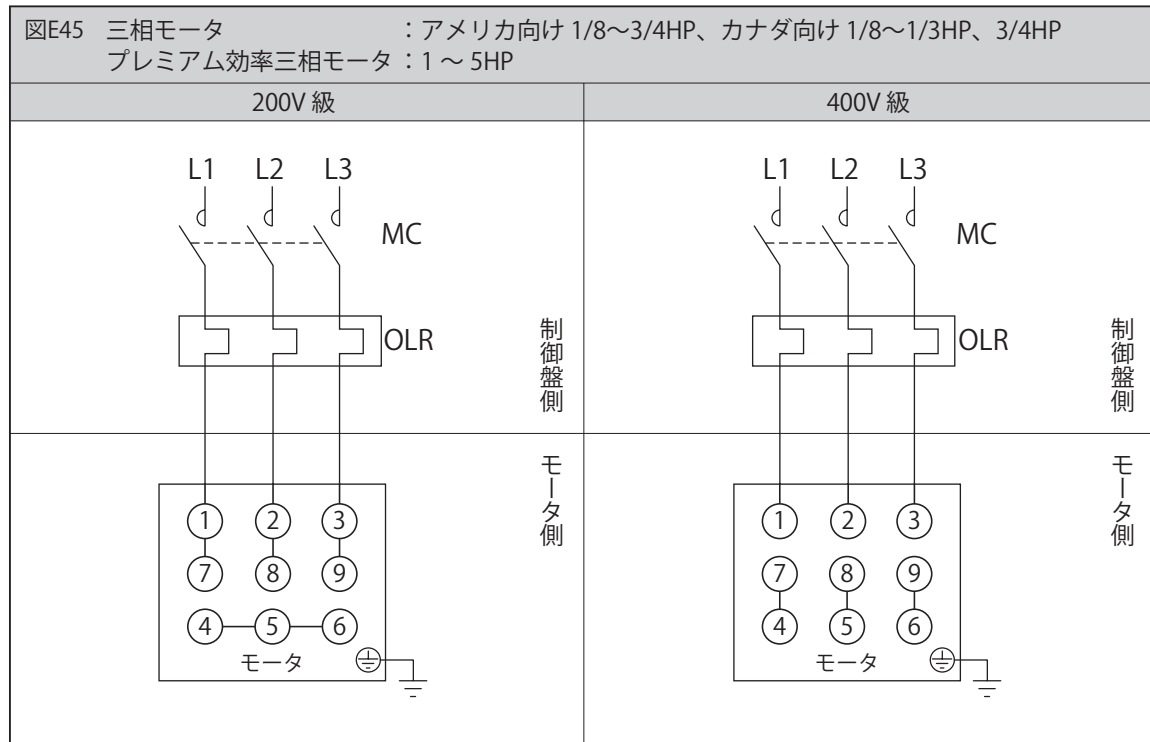 図E45 三相モータ ：アメリカ向け 1/8〜3/4HP、カナダ向け 1/8〜1/3HP、3/4HP
プレミアム効率三相モータ：1 〜 5HP
200V 級
400V 級
L1 L2 L3
MC
OLR
制御盤側
モータ側
1 2 3
7 8 9
4 5 6
モータ
L1 L2 L3
MC
OLR
制御盤側
モータ側
1 2 3
7 8 9
4 5 6
モータ